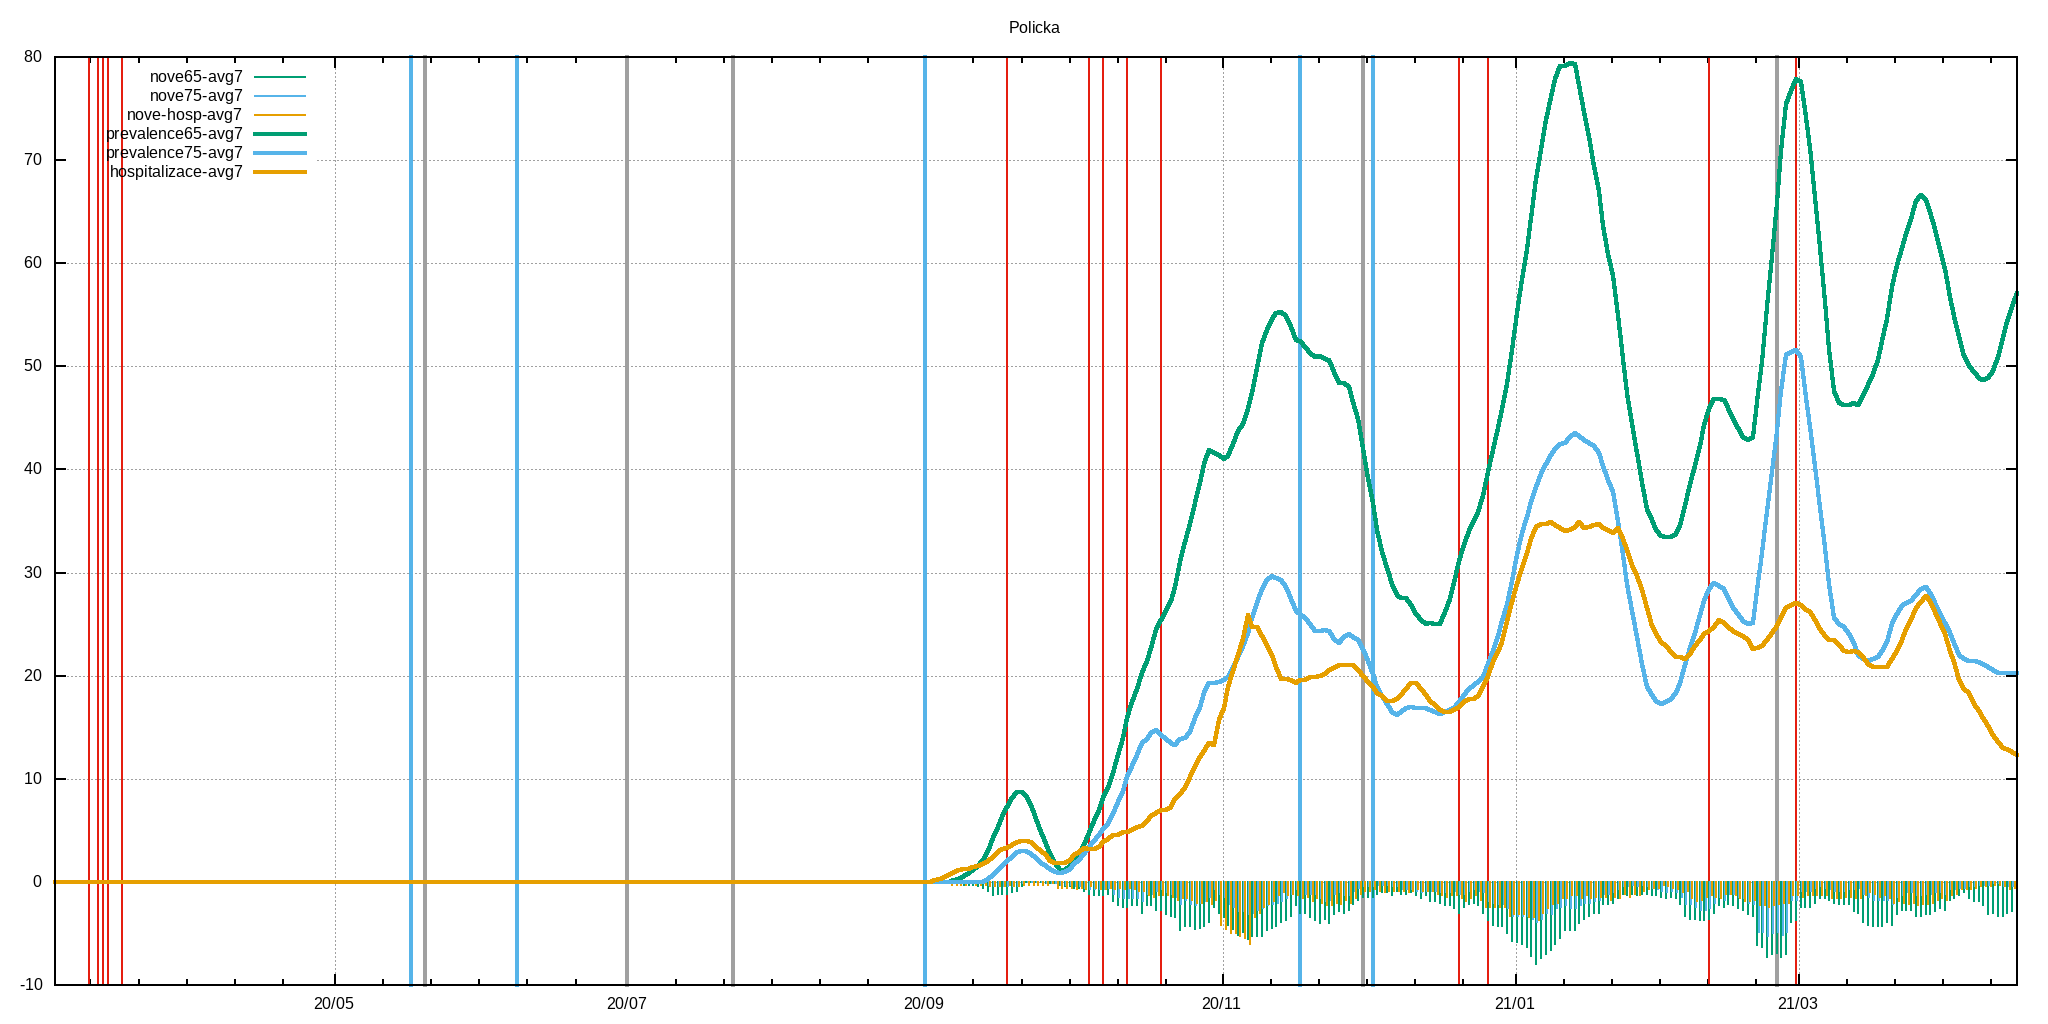 Policka
80
nove65-avg7
nove75-avg7
nove-hosp-avg7
prevalence65-avg7
prevalence75-avg7
hospitalizace-avg7
70
60
50
40
30
20
10
0
-10
20/05 20/07 20/09 20/11 21/01 21/03